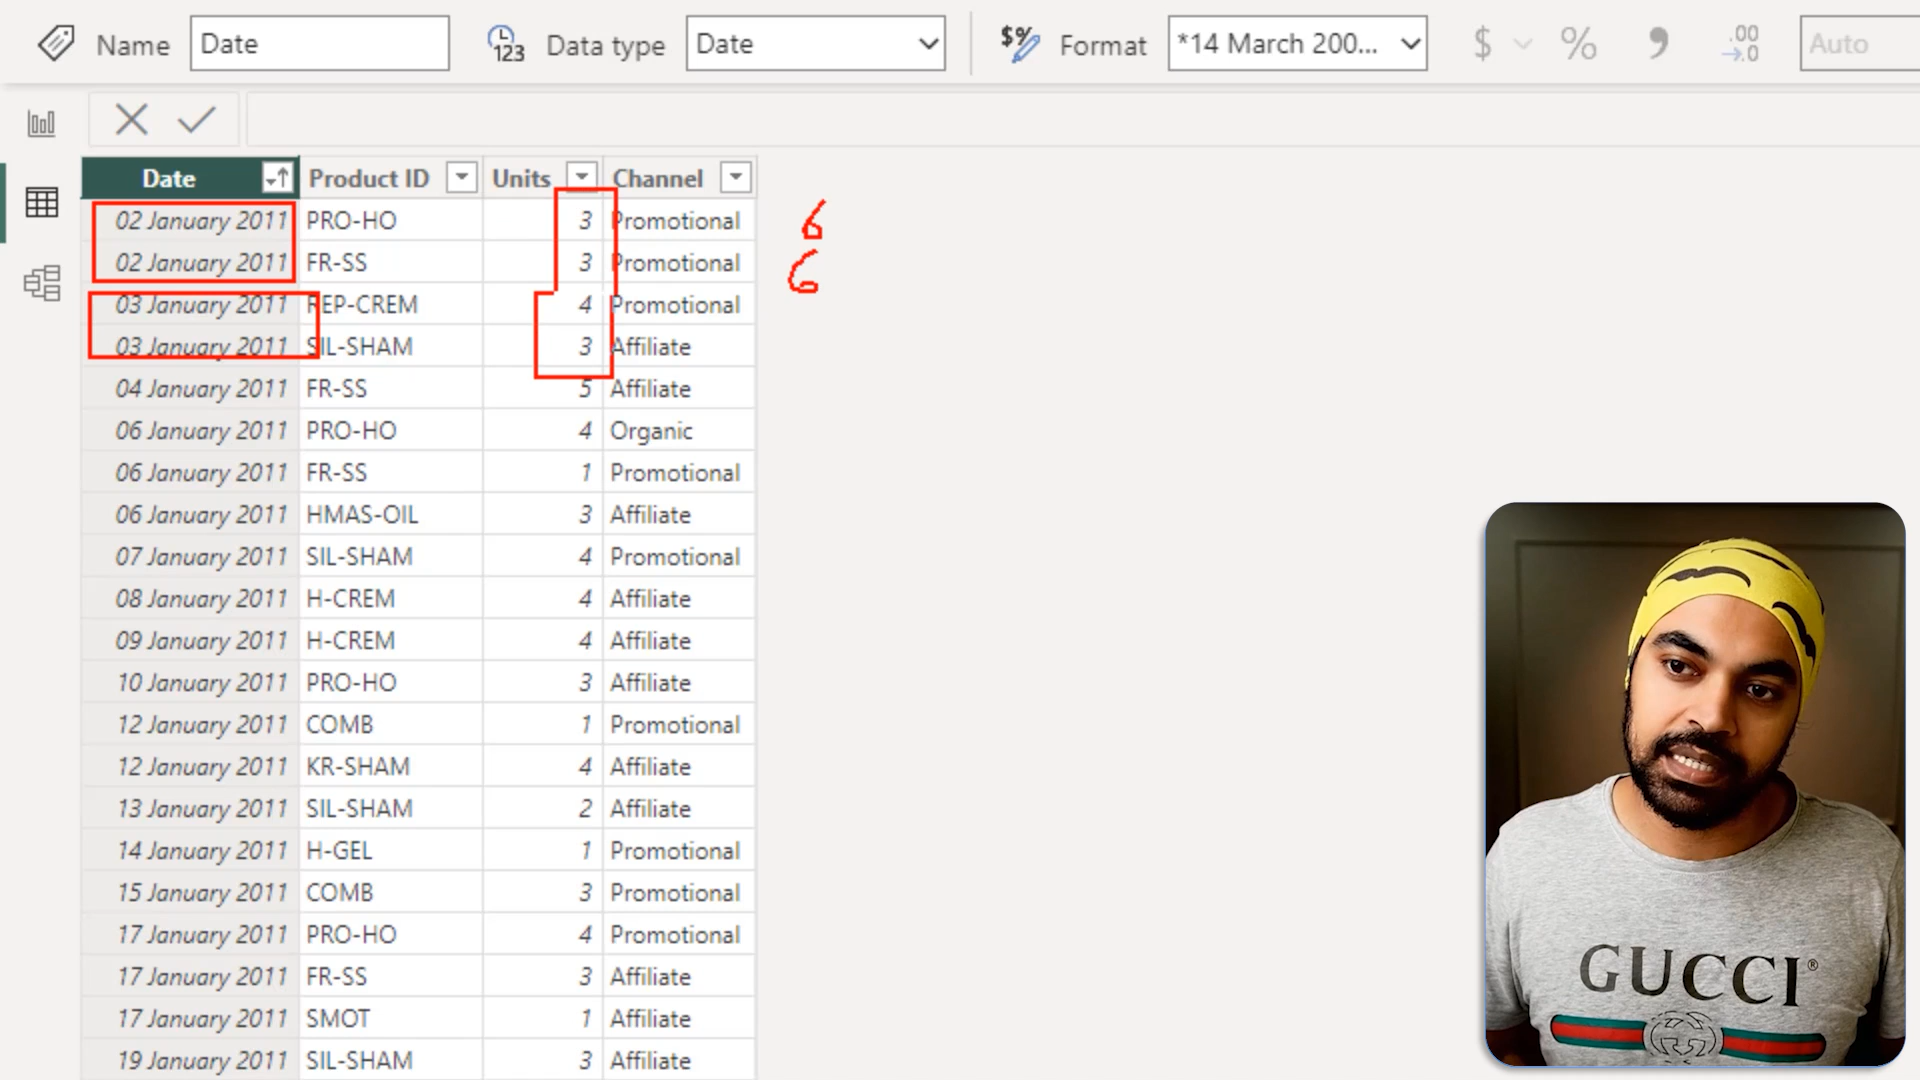 Name Date Data type Date Format *14 March 200... $ % 9 .00 →.0 Auto
Date Product ID Units Channel
02 January 2011 PRO-HO 3 Promotional 6
02 January 2011 FR-SS 3 Promotional 6
03 January 2011 REP-CREM 4 Promotional
03 January 2011 SIL-SHAM 3 Affiliate
04 January 2011 FR-SS 5 Affiliate
06 January 2011 PRO-HO 4 Organic
06 January 2011 FR-SS 1 Promotional
06 January 2011 HMAS-OIL 3 Affiliate
07 January 2011 SIL-SHAM 4 Promotional
08 January 2011 H-CREM 4 Affiliate
09 January 2011 H-CREM 4 Affiliate
10 January 2011 PRO-HO 3 Affiliate
12 January 2011 COMB 1 Promotional
12 January 2011 KR-SHAM 4 Affiliate
13 January 2011 SIL-SHAM 2 Affiliate
14 January 2011 H-GEL 1 Promotional
15 January 2011 COMB 3 Promotional
17 January 2011 PRO-HO 4 Promotional
17 January 2011 FR-SS 3 Affiliate
17 January 2011 SMOT 1 Affiliate
19 January 2011 SIL-SHAM 3 Affiliate
GUCCI®